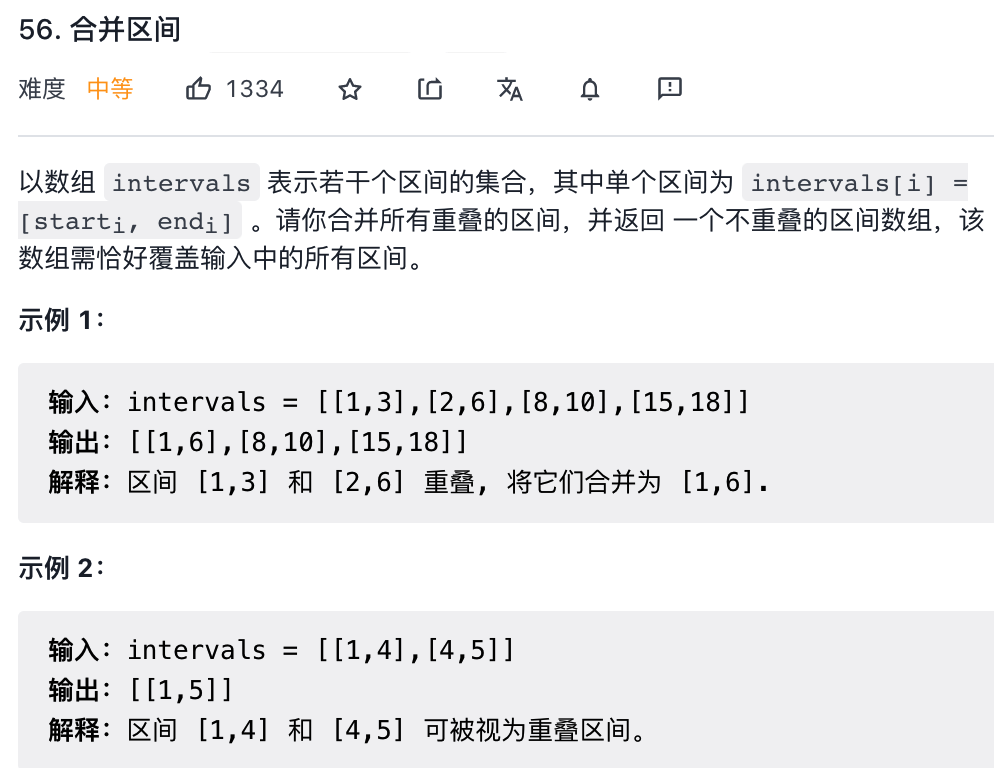 56. 合并区间
难度 中等 1334
以数组 intervals 表示若干个区间的集合，其中单个区间为 intervals[i] =
[starti, endi] 。请你合并所有重叠的区间，并返回 一个不重叠的区间数组，该
数组需恰好覆盖输入中的所有区间。
示例 1：
输入：intervals = [[1,3],[2,6],[8,10],[15,18]]
输出：[[1,6],[8,10],[15,18]]
解释：区间 [1,3] 和 [2,6] 重叠, 将它们合并为 [1,6].
示例 2：
输入：intervals = [[1,4],[4,5]]
输出：[[1,5]]
解释：区间 [1,4] 和 [4,5] 可被视为重叠区间。